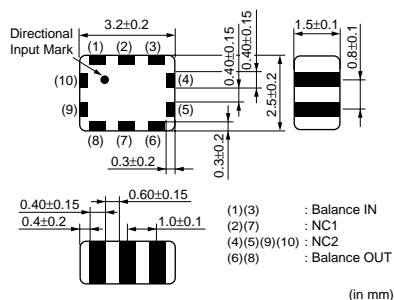 3.2±0.2
Directional
Input Mark
(1) (2) (3)
(10)
(9)
(4)
(5)
(8) (7) (6)
0.40±0.15
0.40±0.15
2.5±0.2
0.3±0.2
0.3±0.2
1.5±0.1
0.8±0.1
0.60±0.15
0.40±0.15
0.4±0.2
1.0±0.1
(1)(3) : Balance IN
(2)(7) : NC1
(4)(5)(9)(10) : NC2
(6)(8) : Balance OUT
(in mm)